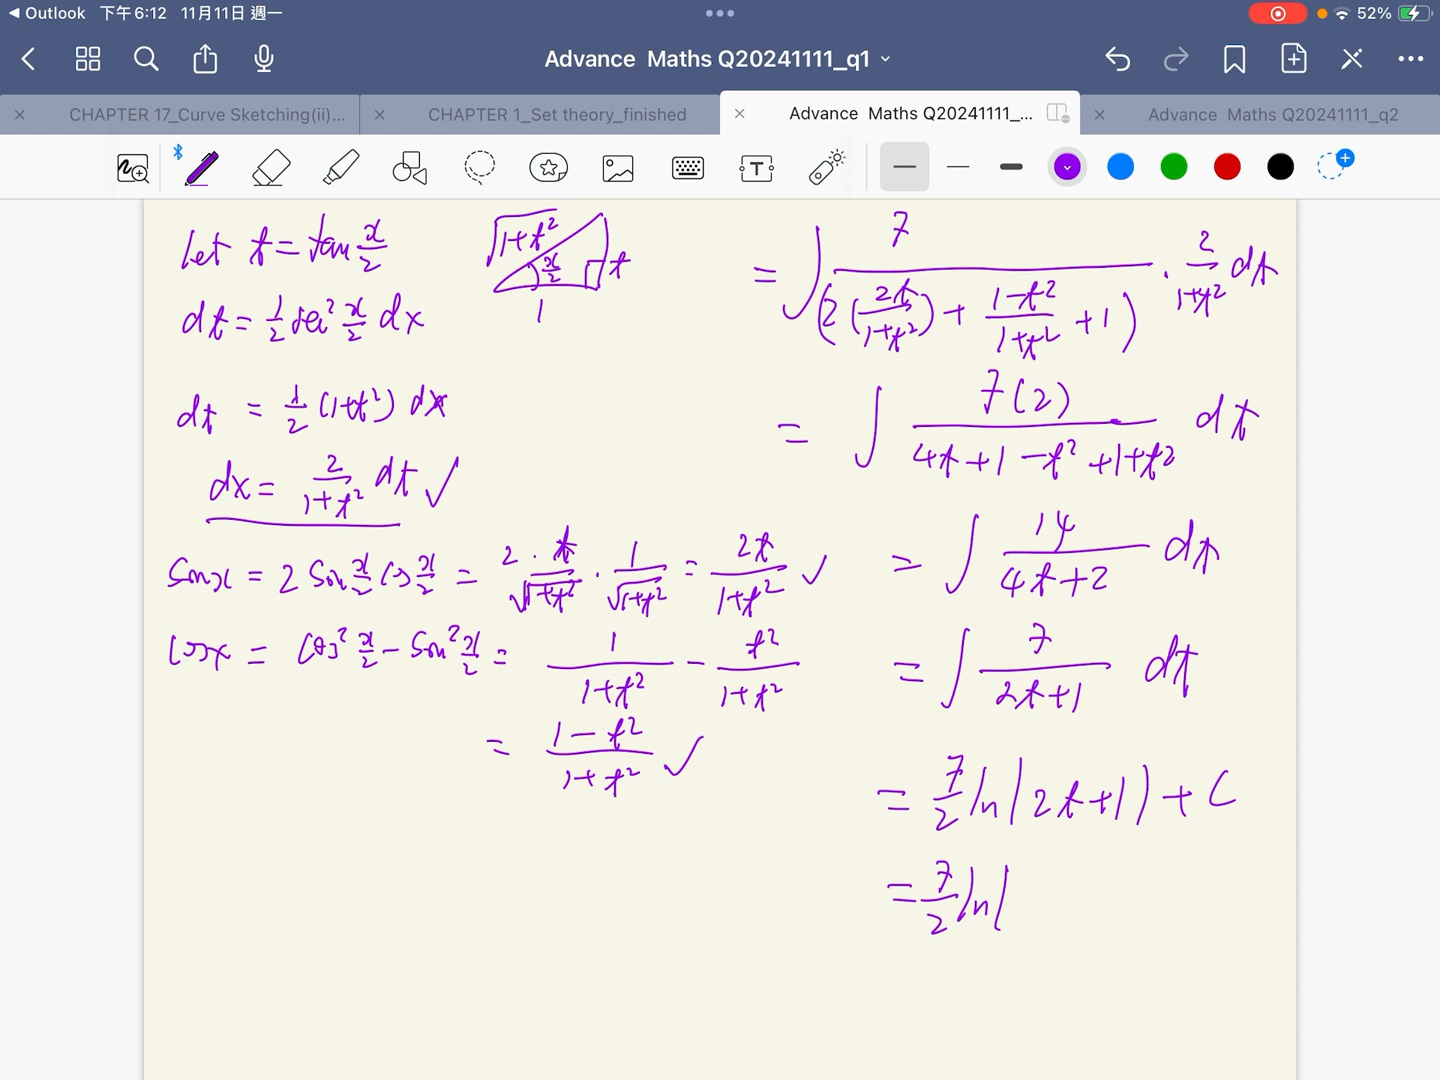 Outlook 下午6:12 11月11日 週一
52%
Advance Maths Q20241111_q1
CHAPTER 17_Curve Sketching(ii)...
CHAPTER 1_Set theory_finished
Advance Maths Q20241111_...
Advance Maths Q20241111_q2
Let t = tan x/2
√(1+t²) x/2 t 1
dt = 1/2 sec² x/2 dx
dt = 1/2 (1+t²) dx
dx = 2/(1+t²) dt ✓
Sin x = 2 Sin x/2 Cos x/2 = 2 · t/√(1+t²) · 1/√(1+t²) = 2t/(1+t²) ✓
Cos x = Cos² x/2 − Sin² x/2 = 1/(1+t²) − t²/(1+t²)
= (1−t²)/(1+t²) ✓
= ∫ 7/(2(2t/(1+t²)) + (1−t²)/(1+t²) + 1) · 2/(1+t²) dt
= ∫ 7(2)/(4t+1−t²+1+t²) dt
= ∫ 14/(4t+2) dt
= ∫ 7/(2t+1) dt
= 7/2 ln|2t+1| + C
= 7/2 ln|